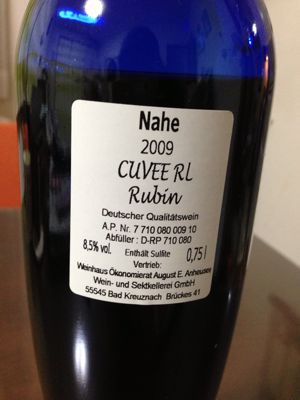 Nahe
2009
CUVEE RL
Rubin
Deutscher Qualitätswein
A.P. Nr. 7 710 080 009 10
Abfüller : D-RP 710 080
8,5% vol. Enthält Sulfite 0,75 l
Vertrieb:
Weinhaus Ökonomierat August E. Anheuser
Wein- und Sektkellerei GmbH
55545 Bad Kreuznach Brückes 41